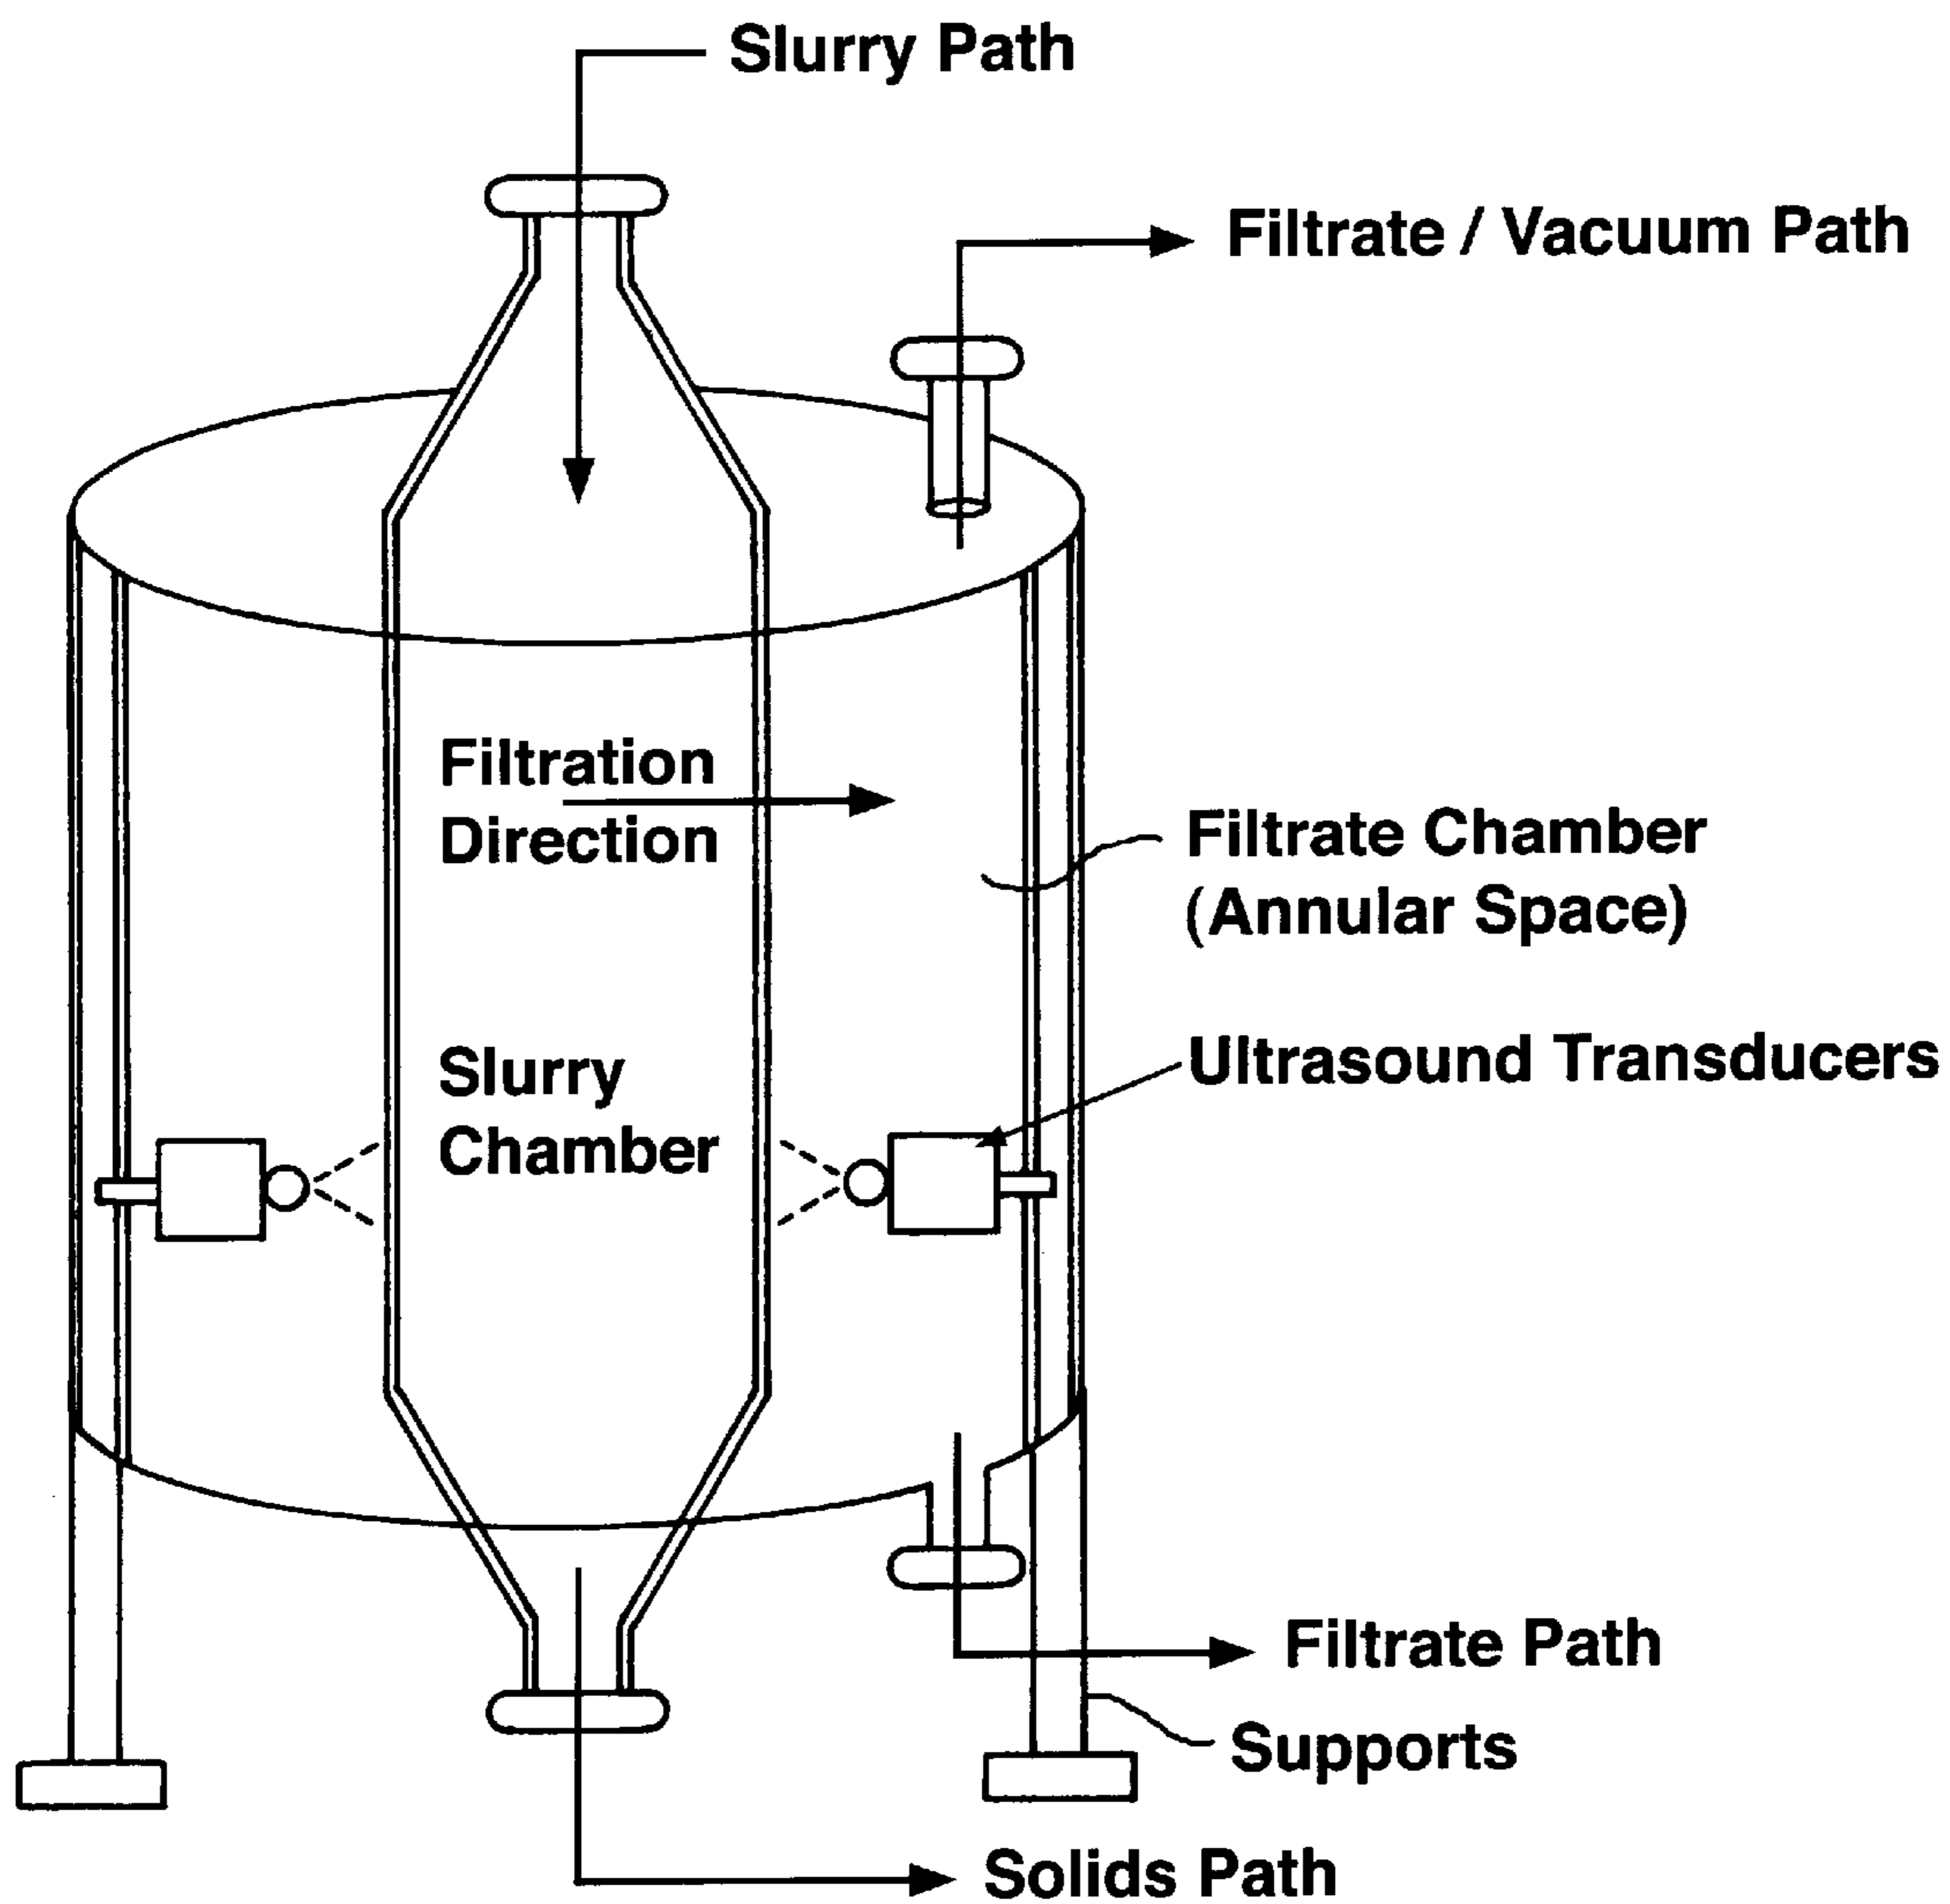 Slurry Path
Filtrate / Vacuum Path
Filtration
Direction
Filtrate Chamber
(Annular Space)
Slurry
Chamber
Ultrasound Transducers
Filtrate Path
Supports
Solids Path